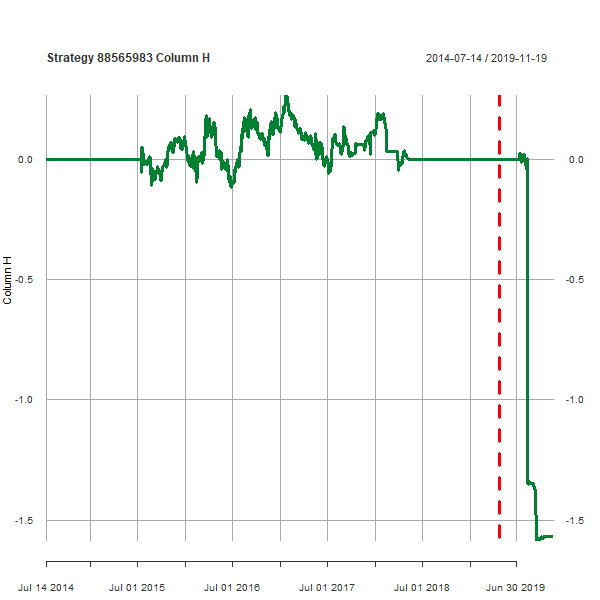 Strategy 88565983 Column H
2014-07-14 / 2019-11-19
Column H
0.0
-0.5
-1.0
-1.5
0.0
-0.5
-1.0
-1.5
Jul 14 2014
Jul 01 2015
Jul 01 2016
Jul 01 2017
Jul 01 2018
Jun 30 2019